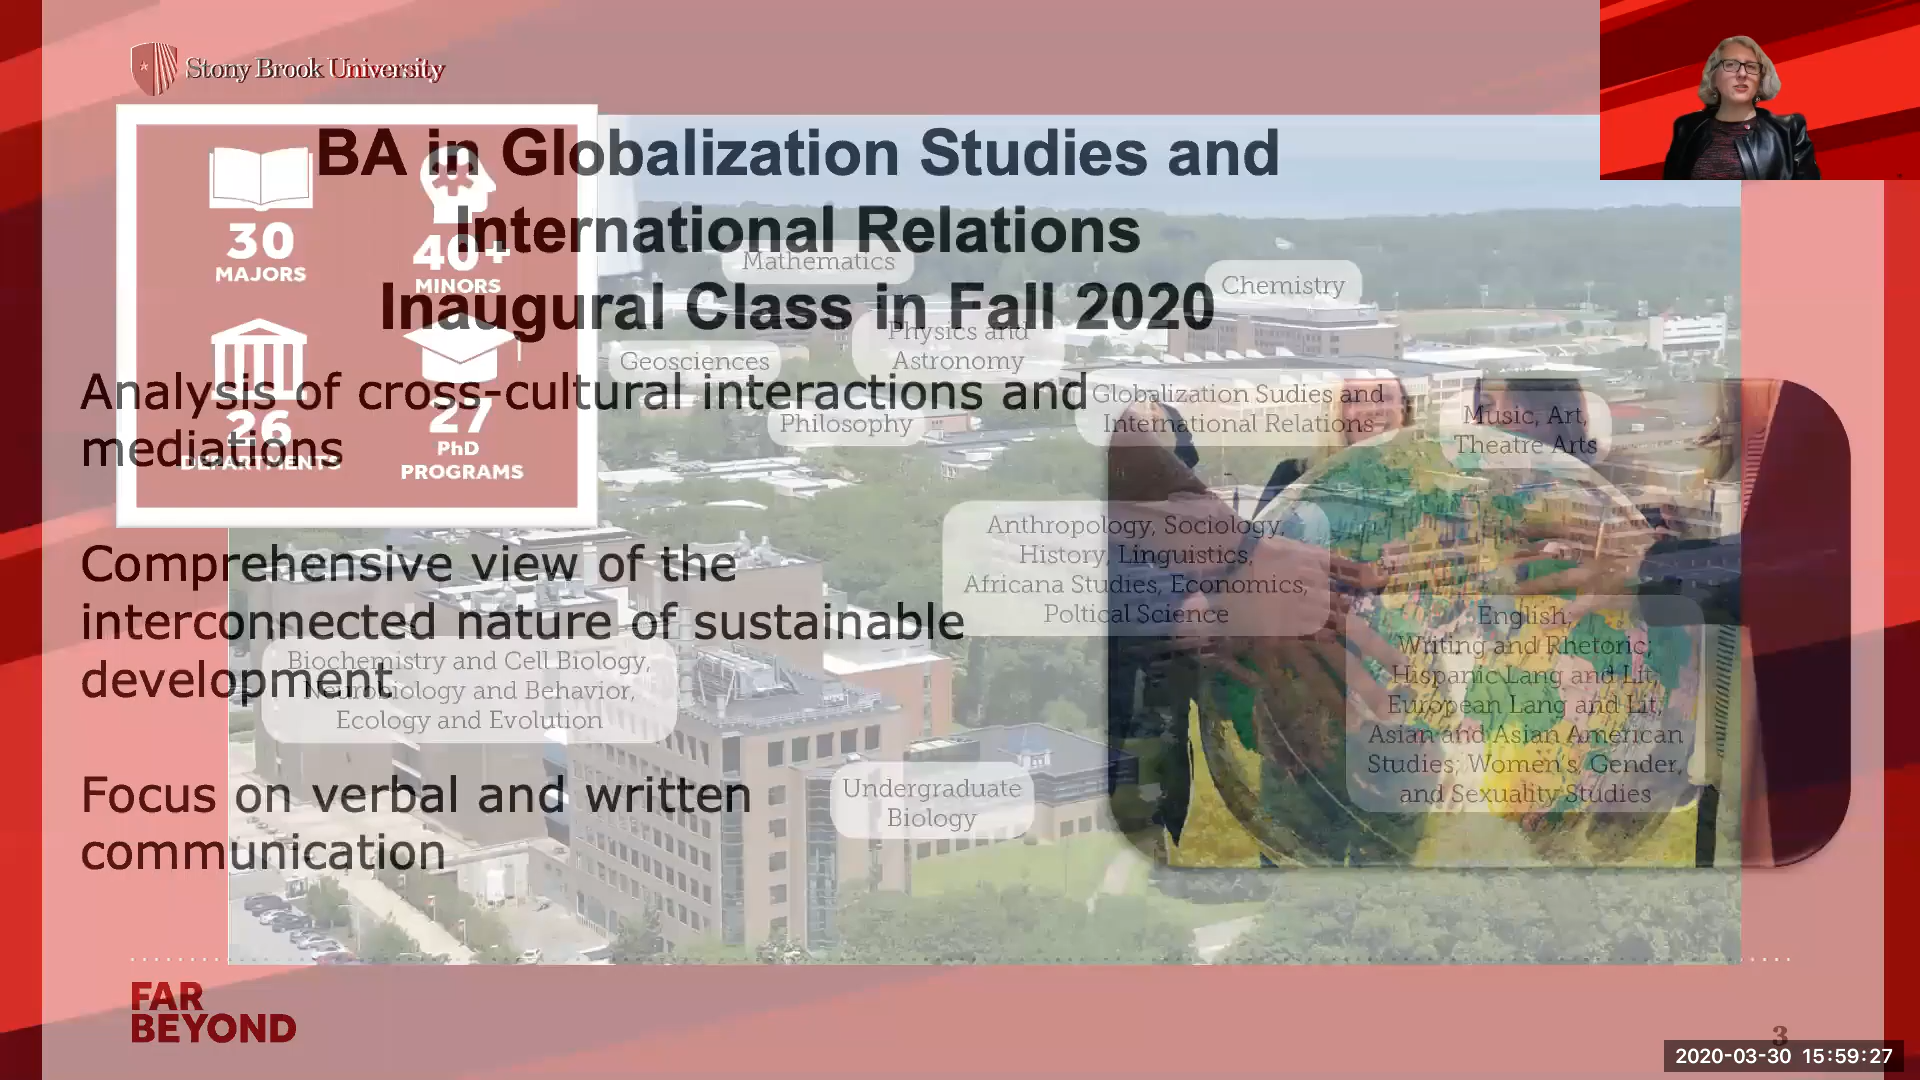 Stony Brook University
BA in Globalization Studies and
International Relations
Inaugural Class in Fall 2020
30
MAJORS
40+
MINORS
26
DEPARTMENTS
27
PhD
PROGRAMS
Analysis of cross-cultural interactions and
mediations
Comprehensive view of the
interconnected nature of sustainable
development
Focus on verbal and written
communication
Mathematics
Chemistry
Physics and
Astronomy
Geosciences
Philosophy
Globalization Sudies and
International Relations
Music, Art,
Theatre Arts
Anthropology, Sociology,
History, Linguistics,
Africana Studies, Economics,
Poltical Science
English;
Writing and Rhetoric;
Hispanic Lang and Lit,
European Lang and Lit,
Asian and Asian American
Studies; Women's, Gender,
and Sexuality Studies
Biochemistry and Cell Biology,
Neurobiology and Behavior,
Ecology and Evolution
Undergraduate
Biology
FAR
BEYOND
3
2020-03-30 15:59:27